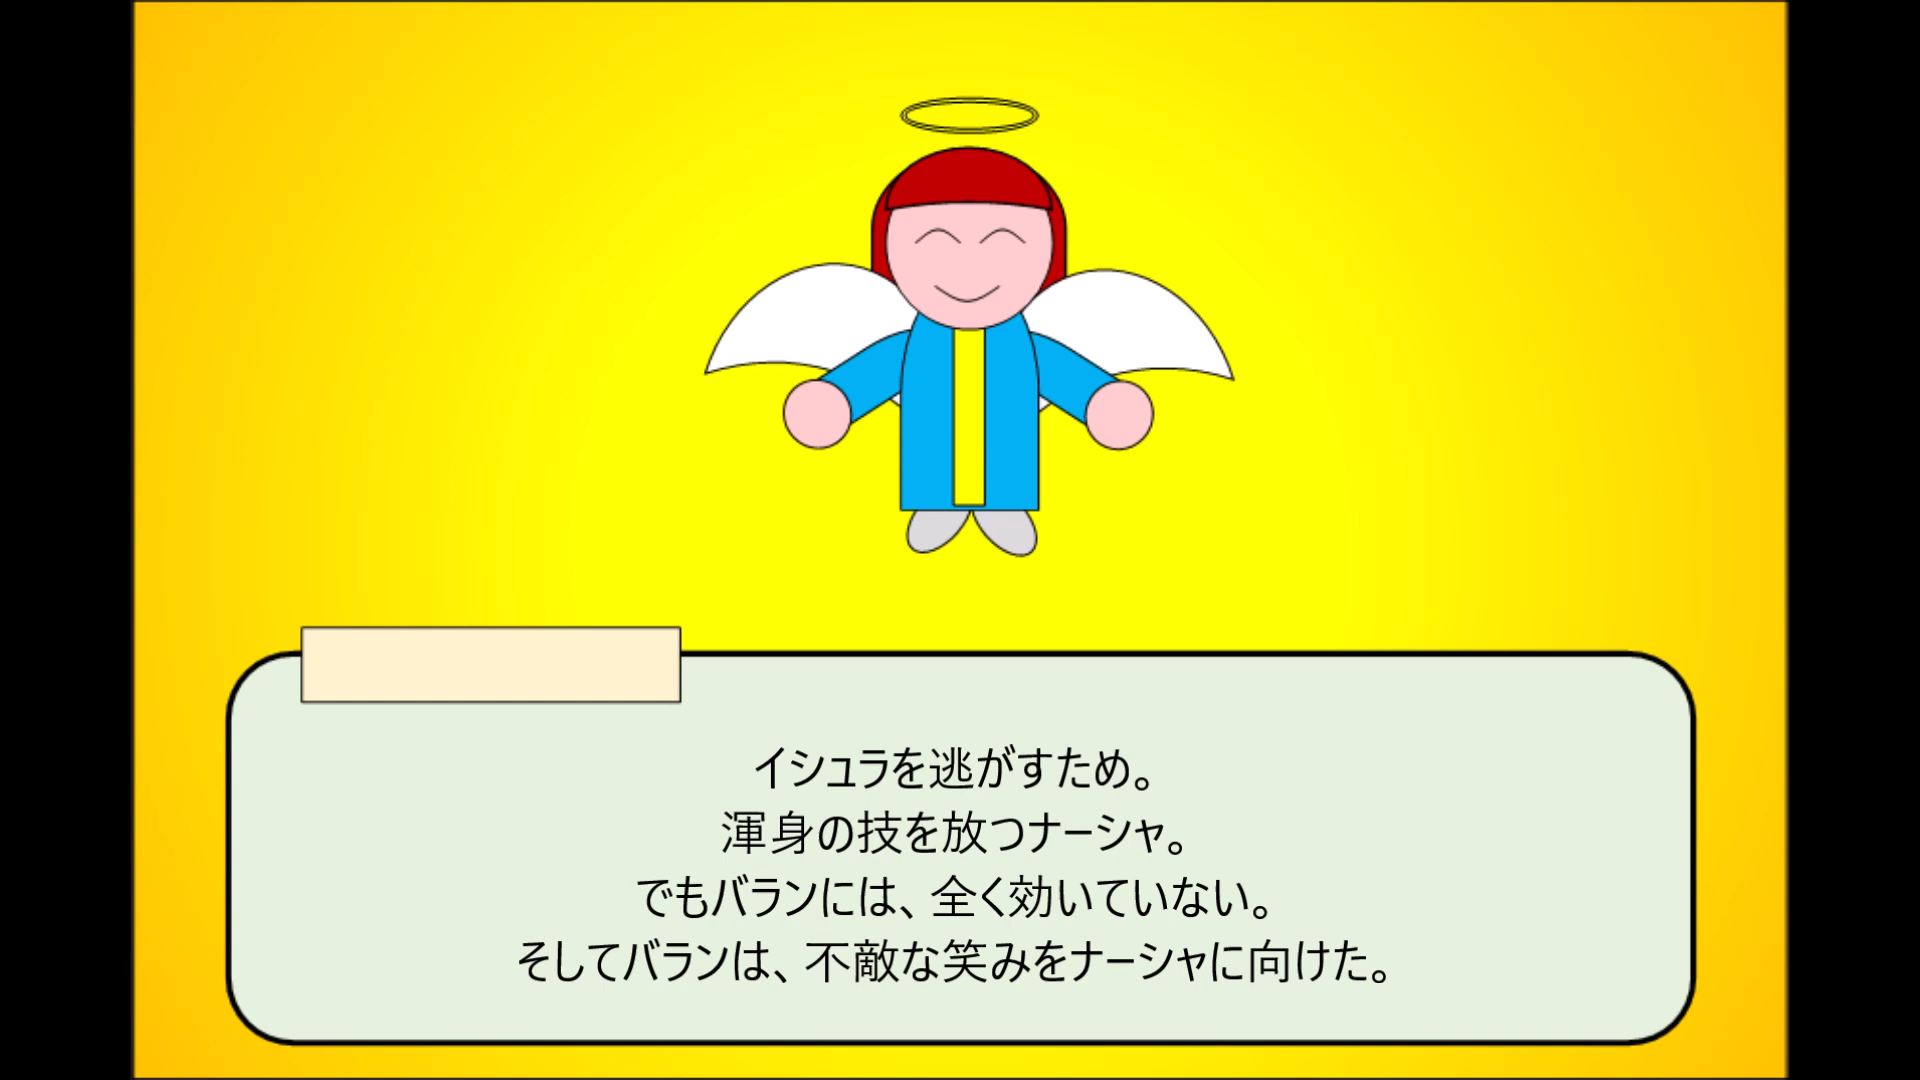 イシュラを逃がすため。
渾身の技を放つナーシャ。
でもバランには、全く効いていない。
そしてバランは、不敵な笑みをナーシャに向けた。